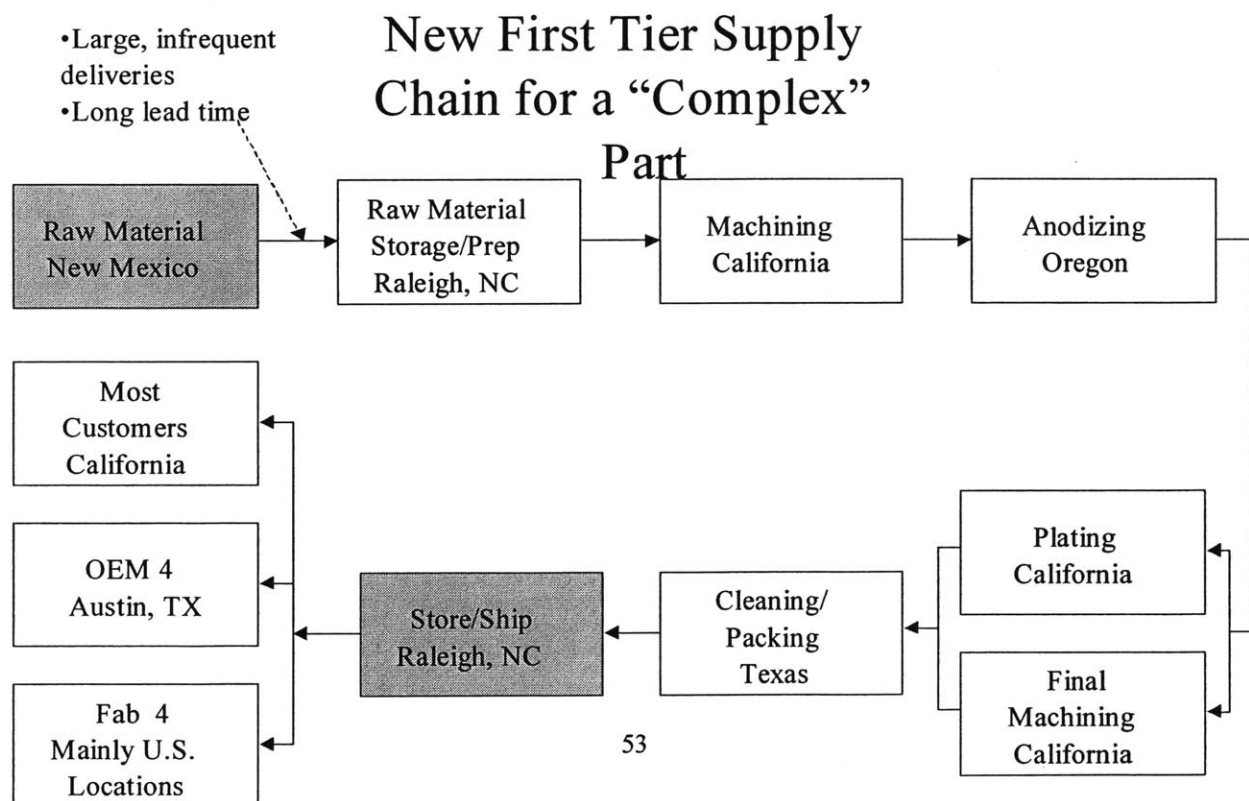 •Large, infrequent
deliveries
•Long lead time
New First Tier Supply
Chain for a “Complex”
Part
Raw Material
New Mexico
Raw Material
Storage/Prep
Raleigh, NC
Machining
California
Anodizing
Oregon
Most
Customers
California
OEM 4
Austin, TX
Fab 4
Mainly U.S.
Locations
Store/Ship
Raleigh, NC
Cleaning/
Packing
Texas
Plating
California
Final
Machining
California
53